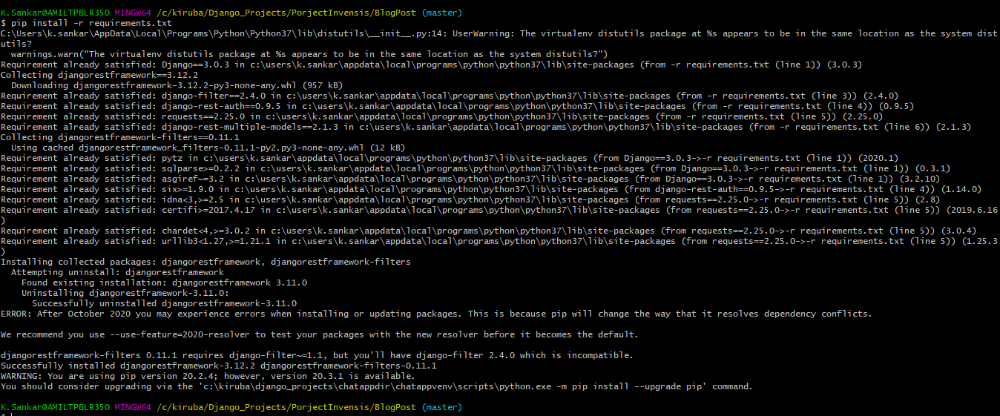 K.Sankar@AMILTPBLR350 MINGW64 /c/kiruba/Django_Projects/PorjectInvensis/BlogPost (master)
$ pip install -r requirements.txt
C:\Users\k.sankar\AppData\Local\Programs\Python\Python37\lib\distutils\__init__.py:14: UserWarning: The virtualenv distutils package at %s appears to be in the same location as the system dist
utils?
  warnings.warn("The virtualenv distutils package at %s appears to be in the same location as the system distutils?")
Requirement already satisfied: Django==3.0.3 in c:\users\k.sankar\appdata\local\programs\python\python37\lib\site-packages (from -r requirements.txt (line 1)) (3.0.3)
Collecting djangorestframework==3.12.2
  Downloading djangorestframework-3.12.2-py3-none-any.whl (957 kB)
Requirement already satisfied: django-filter==2.4.0 in c:\users\k.sankar\appdata\local\programs\python\python37\lib\site-packages (from -r requirements.txt (line 3)) (2.4.0)
Requirement already satisfied: django-rest-auth==0.9.5 in c:\users\k.sankar\appdata\local\programs\python\python37\lib\site-packages (from -r requirements.txt (line 4)) (0.9.5)
Requirement already satisfied: requests==2.25.0 in c:\users\k.sankar\appdata\local\programs\python\python37\lib\site-packages (from -r requirements.txt (line 5)) (2.25.0)
Requirement already satisfied: django-rest-multiple-models==2.1.3 in c:\users\k.sankar\appdata\local\programs\python\python37\lib\site-packages (from -r requirements.txt (line 6)) (2.1.3)
Collecting djangorestframework-filters==0.11.1
  Using cached djangorestframework_filters-0.11.1-py2.py3-none-any.whl (12 kB)
Requirement already satisfied: pytz in c:\users\k.sankar\appdata\local\programs\python\python37\lib\site-packages (from Django==3.0.3->-r requirements.txt (line 1)) (2020.1)
Requirement already satisfied: sqlparse>=0.2.2 in c:\users\k.sankar\appdata\local\programs\python\python37\lib\site-packages (from Django==3.0.3->-r requirements.txt (line 1)) (0.3.1)
Requirement already satisfied: asgiref~=3.2 in c:\users\k.sankar\appdata\local\programs\python\python37\lib\site-packages (from Django==3.0.3->-r requirements.txt (line 1)) (3.2.10)
Requirement already satisfied: six>=1.9.0 in c:\users\k.sankar\appdata\local\programs\python\python37\lib\site-packages (from django-rest-auth==0.9.5->-r requirements.txt (line 4)) (1.14.0)
Requirement already satisfied: idna<3,>=2.5 in c:\users\k.sankar\appdata\local\programs\python\python37\lib\site-packages (from requests==2.25.0->-r requirements.txt (line 5)) (2.8)
Requirement already satisfied: certifi>=2017.4.17 in c:\users\k.sankar\appdata\local\programs\python\python37\lib\site-packages (from requests==2.25.0->-r requirements.txt (line 5)) (2019.6.16
)
Requirement already satisfied: chardet<4,>=3.0.2 in c:\users\k.sankar\appdata\local\programs\python\python37\lib\site-packages (from requests==2.25.0->-r requirements.txt (line 5)) (3.0.4)
Requirement already satisfied: urllib3<1.27,>=1.21.1 in c:\users\k.sankar\appdata\local\programs\python\python37\lib\site-packages (from requests==2.25.0->-r requirements.txt (line 5)) (1.25.3
)
Installing collected packages: djangorestframework, djangorestframework-filters
  Attempting uninstall: djangorestframework
    Found existing installation: djangorestframework 3.11.0
    Uninstalling djangorestframework-3.11.0:
      Successfully uninstalled djangorestframework-3.11.0
ERROR: After October 2020 you may experience errors when installing or updating packages. This is because pip will change the way that it resolves dependency conflicts.
We recommend you use --use-feature=2020-resolver to test your packages with the new resolver before it becomes the default.
djangorestframework-filters 0.11.1 requires django-filter~=1.1, but you'll have django-filter 2.4.0 which is incompatible.
Successfully installed djangorestframework-3.12.2 djangorestframework-filters-0.11.1
WARNING: You are using pip version 20.2.4; however, version 20.3.1 is available.
You should consider upgrading via the 'c:\kiruba\django_projects\chatappdir\chatappvenv\scripts\python.exe -m pip install --upgrade pip' command.
K.Sankar@AMILTPBLR350 MINGW64 /c/kiruba/Django_Projects/PorjectInvensis/BlogPost (master)